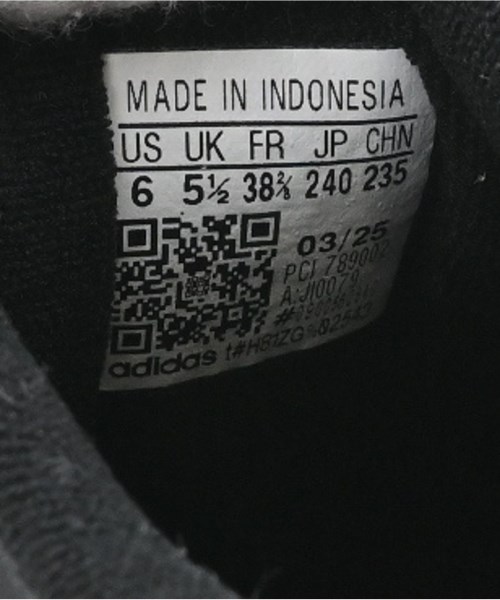 MADE IN INDONESIA
US UK FR JP CHN
6 5½ 38⅔ 240 235
03/25
PCI 789002
adidas